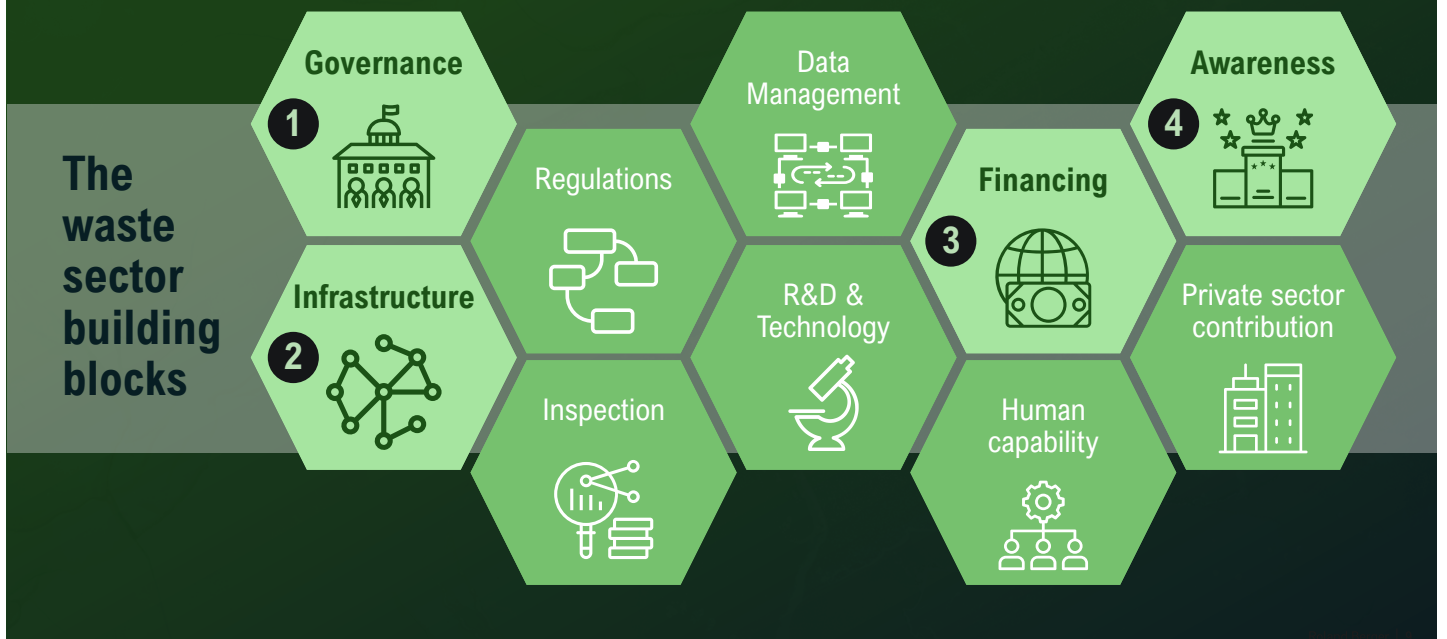 The
waste
sector
building
blocks
Governance
1
Infrastructure
2
Regulations
Inspection
Data
Management
R&D &
Technology
Financing
3
Human
capability
Awareness
4
Private sector
contribution